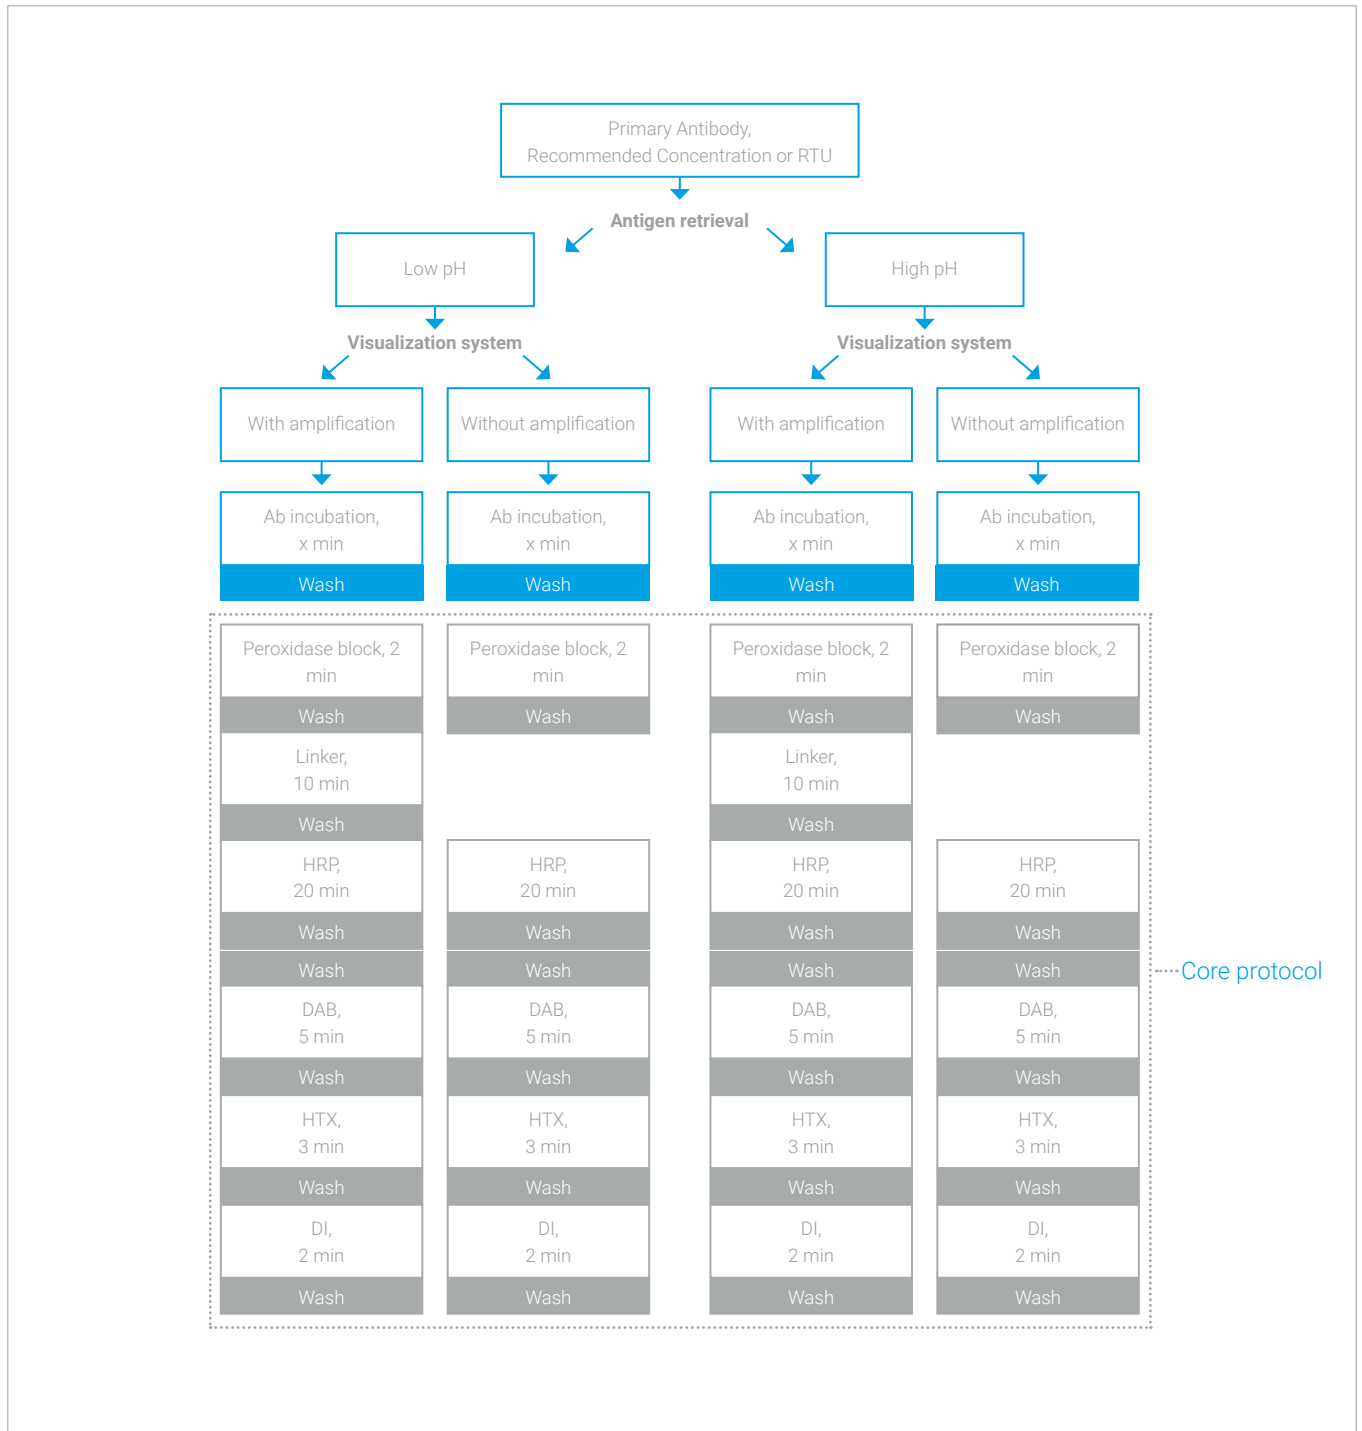 Primary Antibody,
Recommended Concentration or RTU
Antigen retrieval
Low pH
High pH
Visualization system
Visualization system
With amplification
Without amplification
With amplification
Without amplification
Ab incubation,
x min
Ab incubation,
x min
Ab incubation,
x min
Ab incubation,
x min
Wash
Wash
Wash
Wash
Peroxidase block, 2
min
Peroxidase block, 2
min
Peroxidase block, 2
min
Peroxidase block, 2
min
Wash
Wash
Wash
Wash
Linker,
10 min
Linker,
10 min
Wash
Wash
HRP,
20 min
HRP,
20 min
HRP,
20 min
HRP,
20 min
Wash
Wash
Wash
Wash
Wash
Wash
Wash
Wash
Core protocol
DAB,
5 min
DAB,
5 min
DAB,
5 min
DAB,
5 min
Wash
Wash
Wash
Wash
HTX,
3 min
HTX,
3 min
HTX,
3 min
HTX,
3 min
Wash
Wash
Wash
Wash
DI,
2 min
DI,
2 min
DI,
2 min
DI,
2 min
Wash
Wash
Wash
Wash